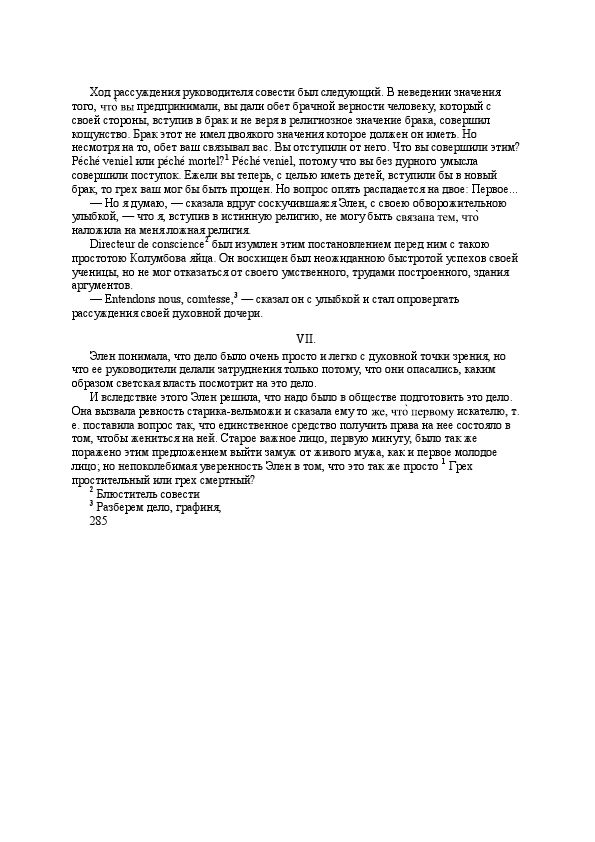 Ход рассуждения руководителя совести был следующий. В неведении значения
того, что̀ вы предпринимали, вы дали обет брачной верности человеку, который с
своей стороны, вступив в брак и не веря в религиозное значение брака, совершил
кощунство. Брак этот не имел двоякого значения которое должен он иметь. Но
несмотря на то, обет ваш связывал вас. Вы отступили от него. Что вы совершили этим?
Péché veniel или péché mortel?1 Péché veniel, потому что вы без дурного умысла
совершили поступок. Ежели вы теперь, с целью иметь детей, вступили бы в новый
брак, то грех ваш мог бы быть прощен. Но вопрос опять распадается на двое: Первое...
— Но я думаю, — сказала вдруг соскучившаяся Элен, с своею обворожительною
улыбкой, — что я, вступив в истинную религию, не могу быть связана тем, что̀
наложила на меня ложная религия.
Directeur de conscience2 был изумлен этим постановлением перед ним с такою
простотою Колумбова яйца. Он восхищен был неожиданною быстротой успехов своей
ученицы, но не мог отказаться от своего умственного, трудами построенного, здания
аргументов.
— Entendons nous, comtesse,3 — сказал он с улыбкой и стал опровергать
рассуждения своей духовной дочери.
VII.
Элен понимала, что дело было очень просто и легко с духовной точки зрения, но
что ее руководители делали затруднения только потому, что они опасались, каким
образом светская власть посмотрит на это дело.
И вследствие этого Элен решила, что надо было в обществе подготовить это дело.
Она вызвала ревность старика-вельможи и сказала ему то же, что̀ первому искателю, т.
е. поставила вопрос так, что единственное средство получить права на нее состояло в
том, чтобы жениться на ней. Старое важное лицо, первую минуту, было так же
поражено этим предложением выйти замуж от живого мужа, как и первое молодое
лицо; но непоколебимая уверенность Элен в том, что это так же просто 1 Грех
простительный или грех смертный?
2 Блюститель совести
3 Разберем дело, графиня,
285